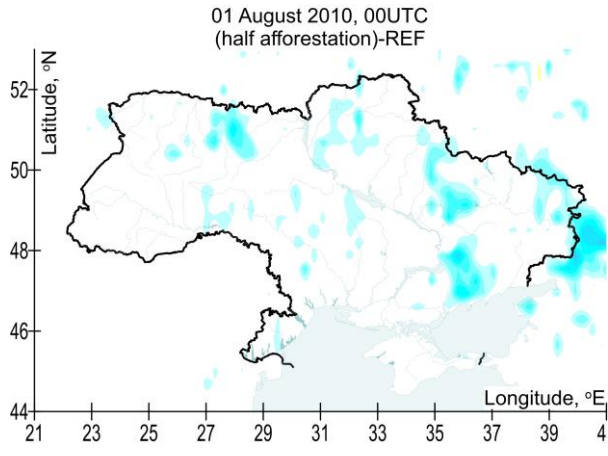 01 August 2010, 00UTC
(half afforestation)-REF
Latitude, °N
52
50
48
46
44
Longitude, °E
21 23 25 27 29 31 33 35 37 39 4